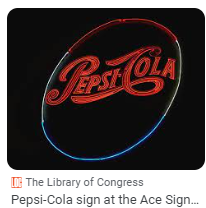 PEPSI-COLA
The Library of Congress
Pepsi-Cola sign at the Ace Sign...